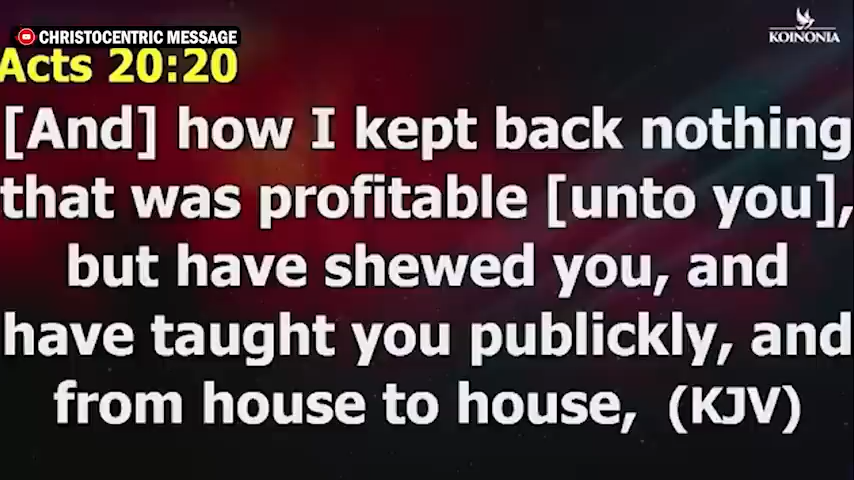 CHRISTOCENTRIC MESSAGE
KOINONIA
Acts 20:20
[And] how I kept back nothing
that was profitable [unto you],
but have shewed you, and
have taught you publickly, and
from house to house, (KJV)